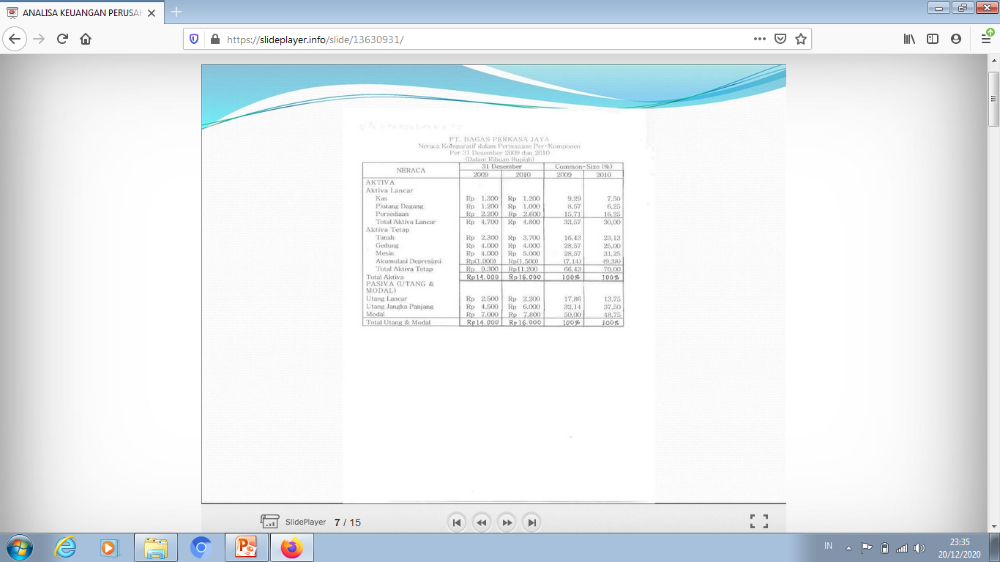 ANALISA KEUANGAN PERUSAH
https://slideplayer.info/slide/13630931/
PT. BAGAS PERKASA JAYA
Neraca Komparatif dalam Persentase Per-Komponen
Per 31 Desember 2009 dan 2010
(Dalam Ribuan Rupiah)
NERACA 31 Desember Common-Size (%)
2009 2010 2009 2010
AKTIVA
Aktiva Lancar
Kas Rp 1.300 Rp 1.200 9,29 7,50
Piutang Dagang Rp 1.200 Rp 1.000 8,57 6,25
Persediaan Rp 2.200 Rp 2.600 15,71 16,25
Total Aktiva Lancar Rp 4.700 Rp 4.800 33,57 30,00
Aktiva Tetap
Tanah Rp 2.300 Rp 3.700 16,43 23,13
Gedung Rp 4.000 Rp 4.000 28,57 25,00
Mesin Rp 4.000 Rp 5.000 28,57 31,25
Akumulasi Depresiasi Rp(1.000) Rp(1.500) (7,14) (9,38)
Total Aktiva Tetap Rp 9.300 Rp11.200 66,43 70,00
Total Aktiva Rp14.000 Rp16.000 100% 100%
PASIVA (UTANG &
MODAL)
Utang Lancar Rp 2.500 Rp 2.200 17,86 13,75
Utang Jangka Panjang Rp 4.500 Rp 6.000 32,14 37,50
Modal Rp 7.000 Rp 7.800 50,00 48,75
Total Utang & Modal Rp14.000 Rp16.000 100% 100%
SlidePlayer 7 / 15
IN
23:35
20/12/2020